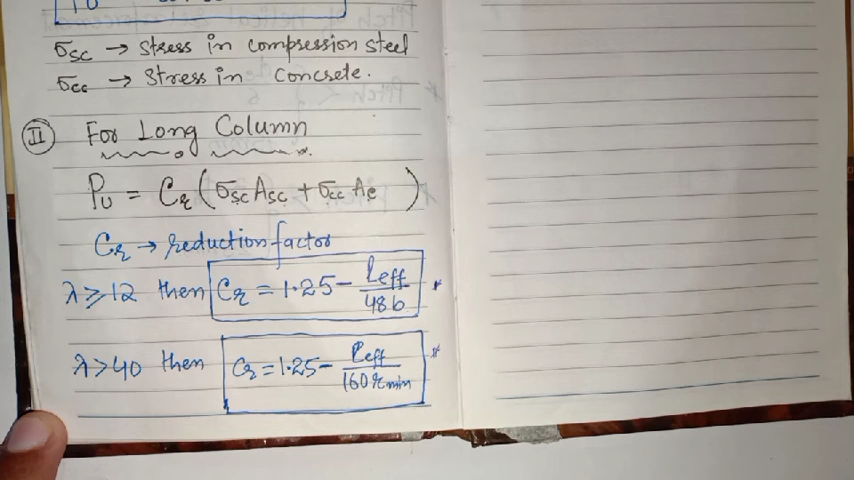 σsc → stress in compression steel
σcc → Stress in Concrete.
II For Long Column
Pu = Cr (σsc Asc + σcc Ac)
Cr → reduction factor
λ ≥ 12 then Cr = 1.25 - leff / 48b *
λ > 40 then Cr = 1.25 - leff / 160 rmin *